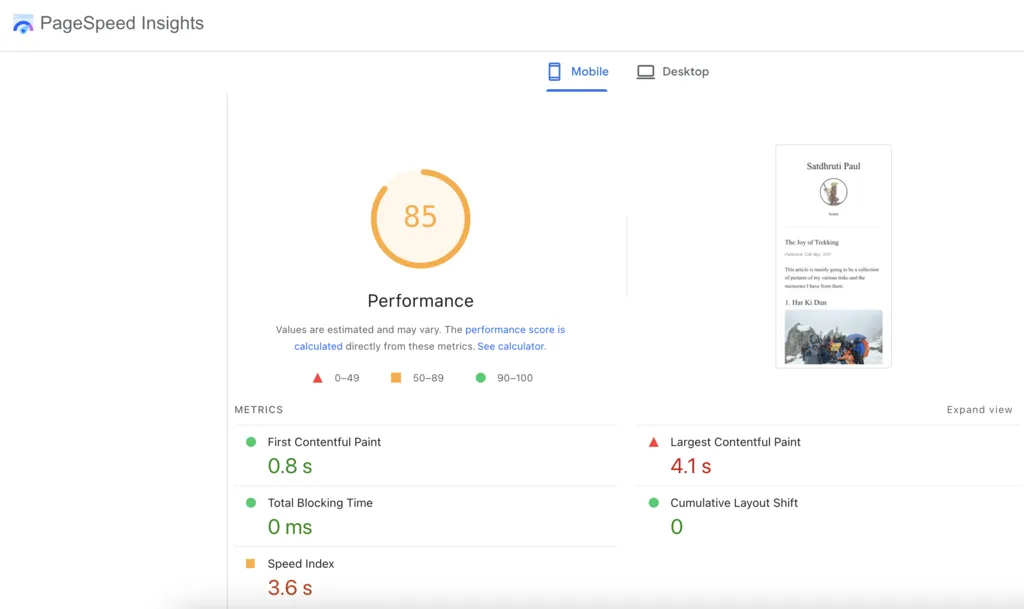 PageSpeed Insights
Mobile
Desktop
85
Performance
Values are estimated and may vary. The performance score is
calculated directly from these metrics. See calculator.
0–49
50–89
90–100
Satdhruti Paul
home
The Joy of Trekking
This article is mainly going to be a collection
of pictures of my various treks and the
memories I have from them.
1. Har Ki Dun
METRICS
Expand view
First Contentful Paint
0.8 s
Largest Contentful Paint
4.1 s
Total Blocking Time
0 ms
Cumulative Layout Shift
0
Speed Index
3.6 s